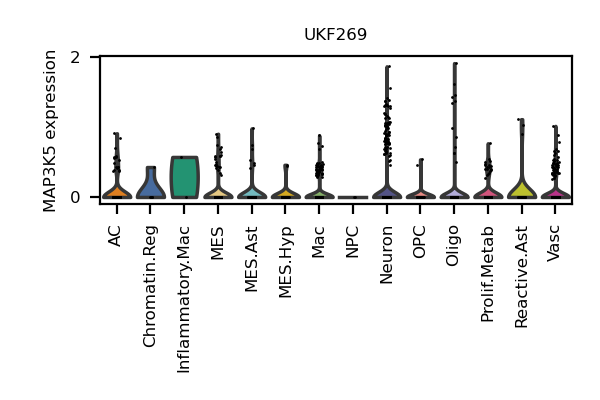 UKF269
MAP3K5 expression
2
0
AC
Chromatin.Reg
Inflammatory.Mac
MES
MES.Ast
MES.Hyp
Mac
NPC
Neuron
OPC
Oligo
Prolif.Metab
Reactive.Ast
Vasc